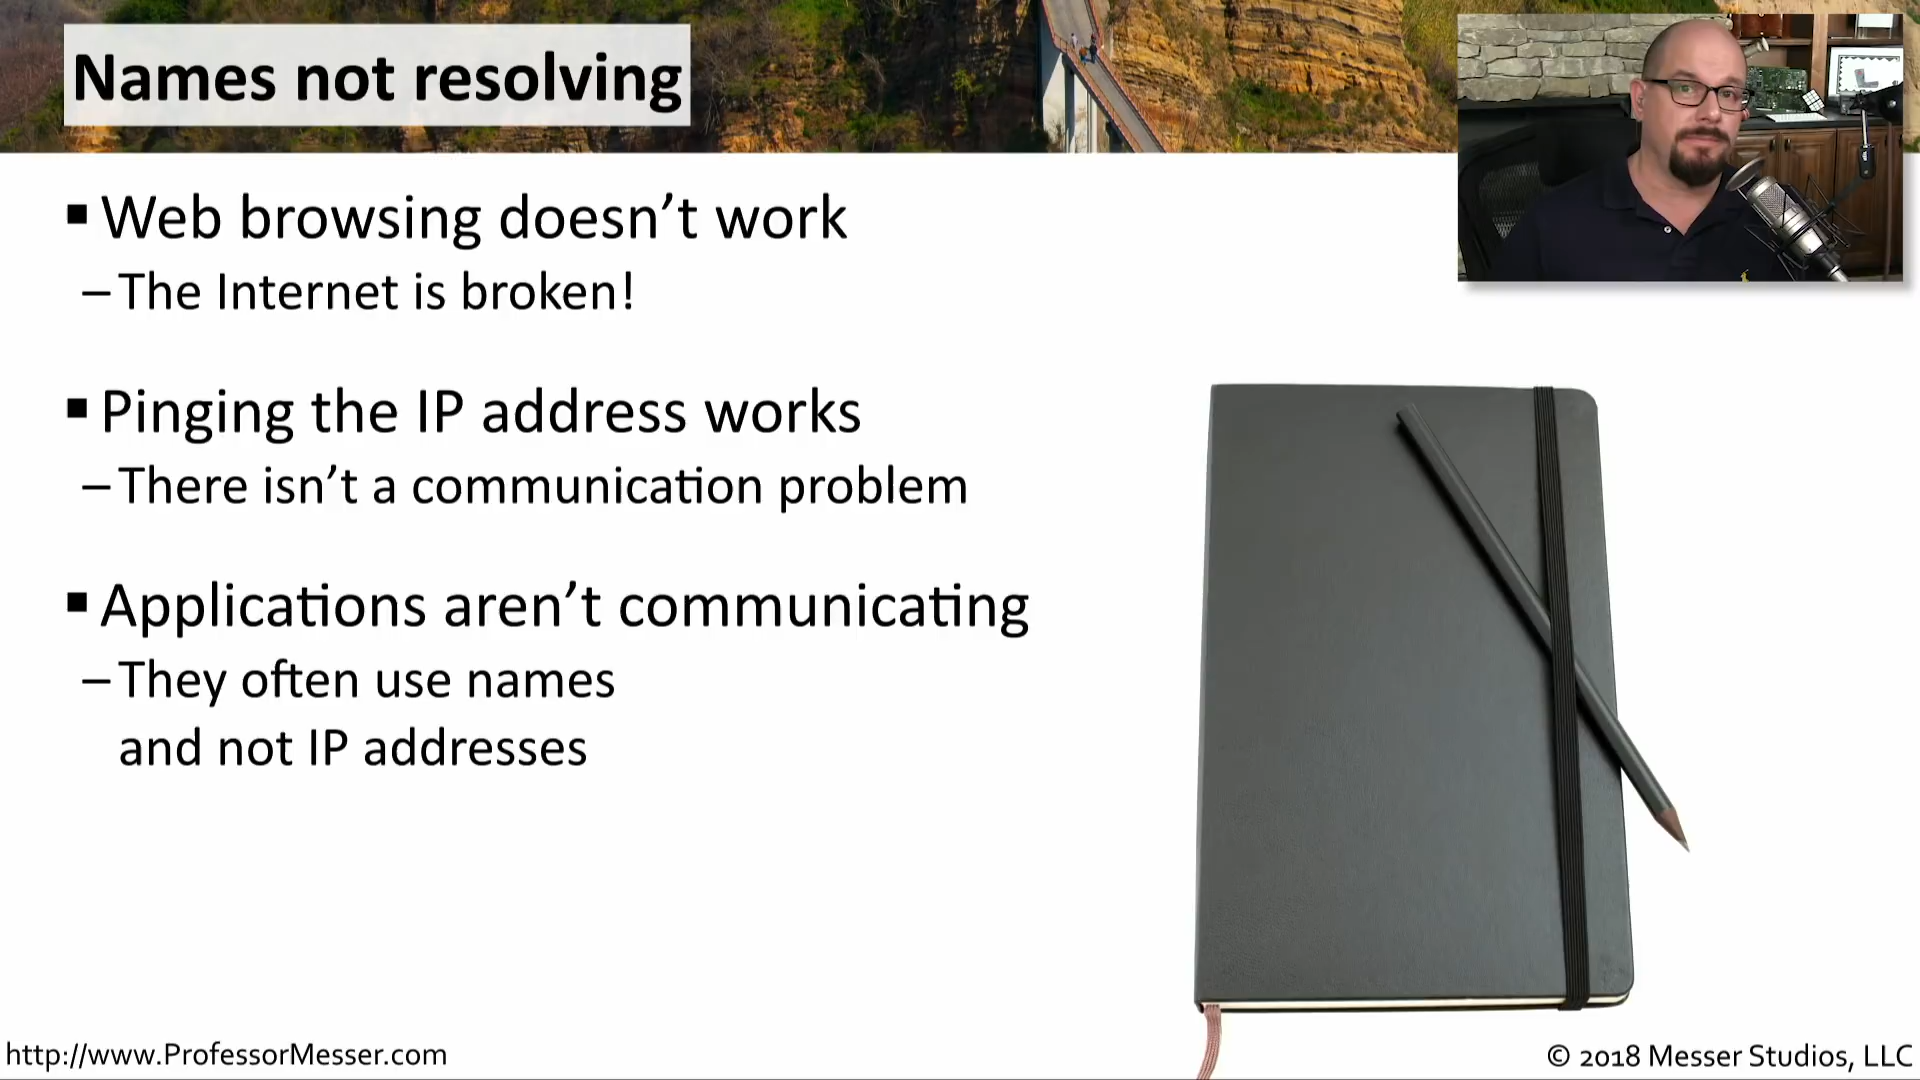 Names not resolving
▪ Web browsing doesn’t work
– The Internet is broken!
▪ Pinging the IP address works
– There isn’t a communication problem
▪ Applications aren’t communicating
– They often use names
and not IP addresses
http://www.ProfessorMesser.com
© 2018 Messer Studios, LLC